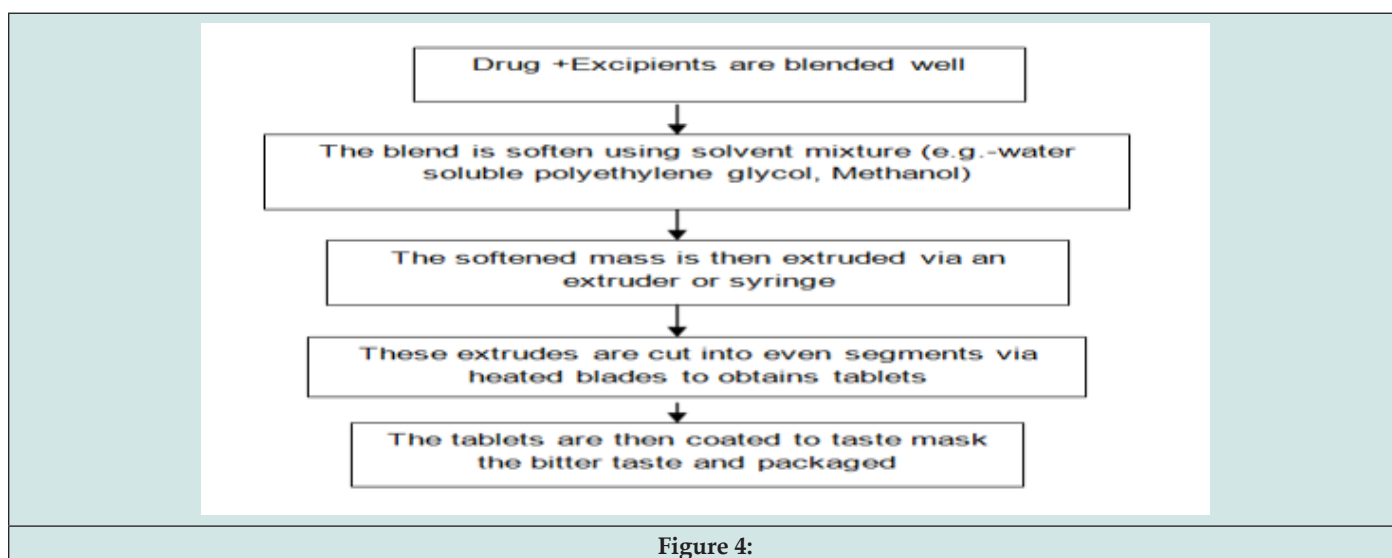 Drug +Excipients are blended well
The blend is soften using solvent mixture (e.g.-water
soluble polyethylene glycol, Methanol)
The softened mass is then extruded via an
extruder or syringe
These extrudes are cut into even segments via
heated blades to obtains tablets
The tablets are then coated to taste mask
the bitter taste and packaged
Figure 4: